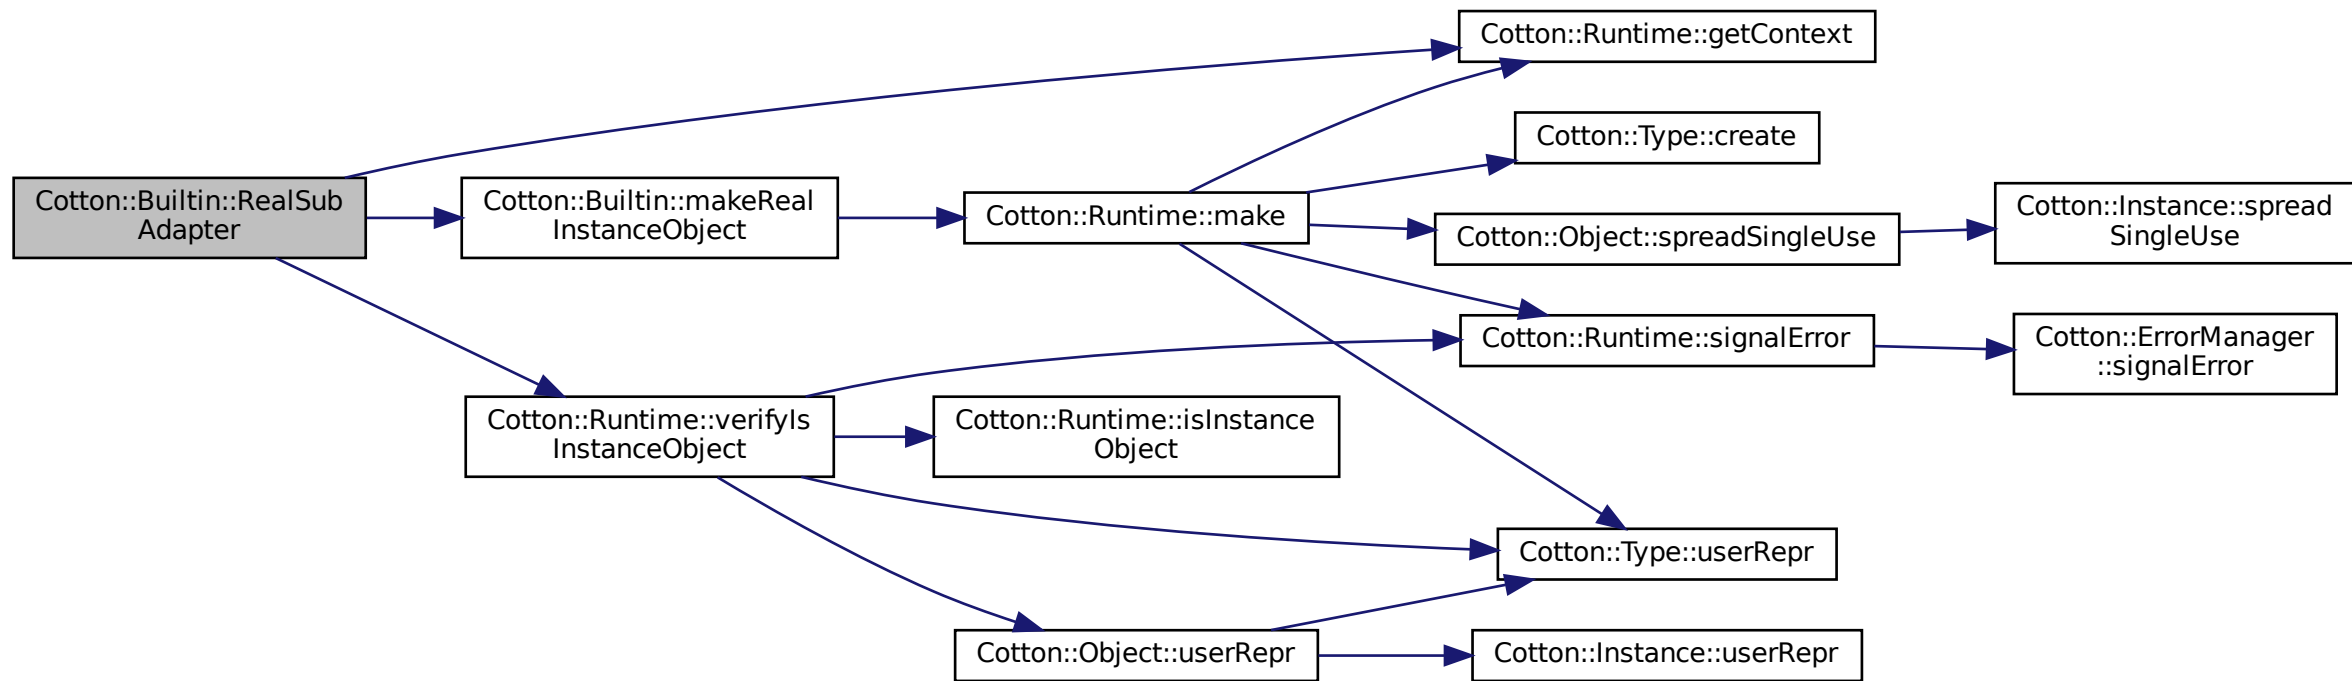 Cotton::Builtin::RealSub
Adapter
Cotton::Builtin::makeReal
InstanceObject
Cotton::Runtime::verifyIs
InstanceObject
Cotton::Runtime::make
Cotton::Runtime::isInstance
Object
Cotton::Object::userRepr
Cotton::Runtime::getContext
Cotton::Type::create
Cotton::Object::spreadSingleUse
Cotton::Runtime::signalError
Cotton::Type::userRepr
Cotton::Instance::userRepr
Cotton::Instance::spread
SingleUse
Cotton::ErrorManager
::signalError